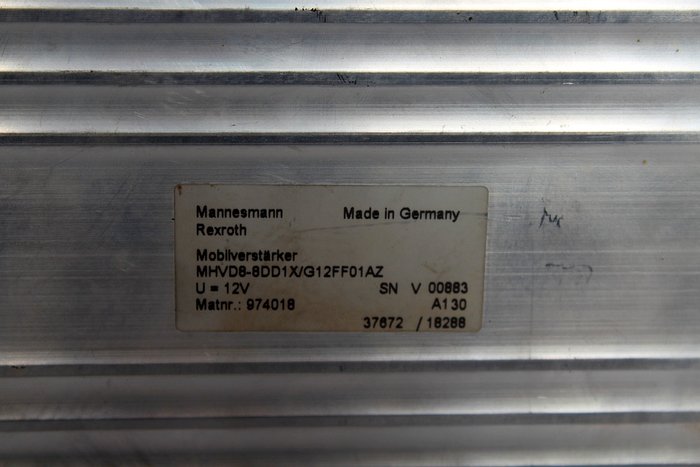 Mannesmann Made in Germany
Rexroth
Mobilverstärker
MHVD8-8DD1X/G12FF01AZ
U = 12V SN V 00883
Matnr.: 974018 A130
37672 / 18288